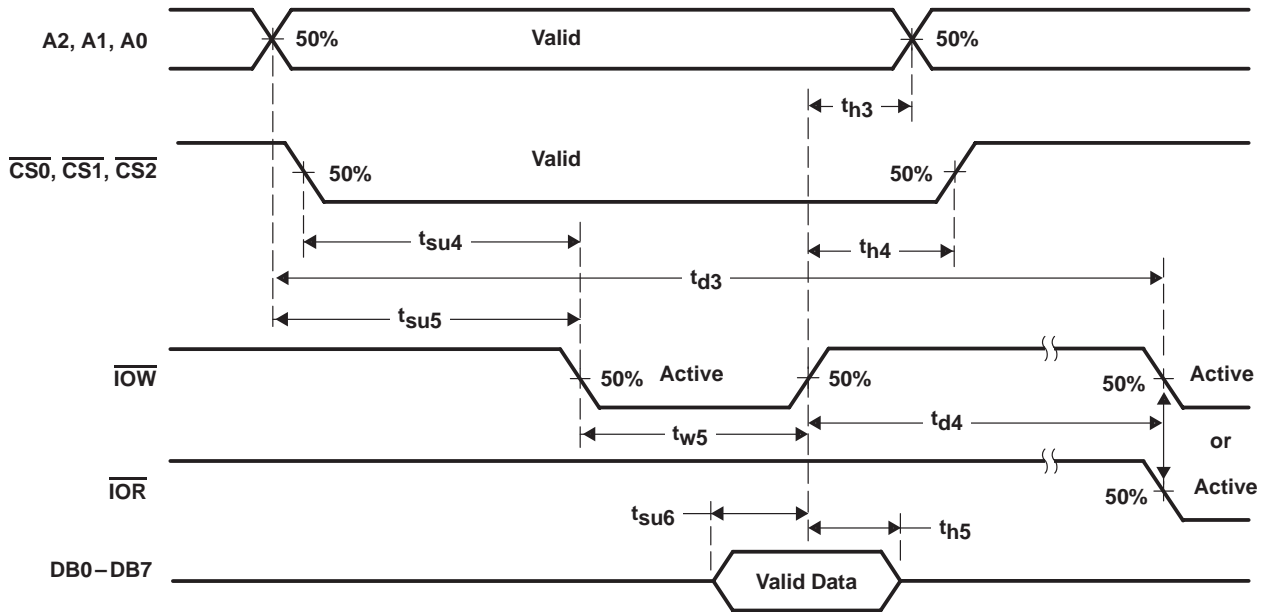 A2, A1, A0
50%
Valid
50%
th3
CS0, CS1, CS2
50%
Valid
50%
tsu4
th4
td3
tsu5
IOW
50%
Active
50%
50%
Active
tw5
td4
or
IOR
50%
Active
tsu6
th5
DB0–DB7
Valid Data